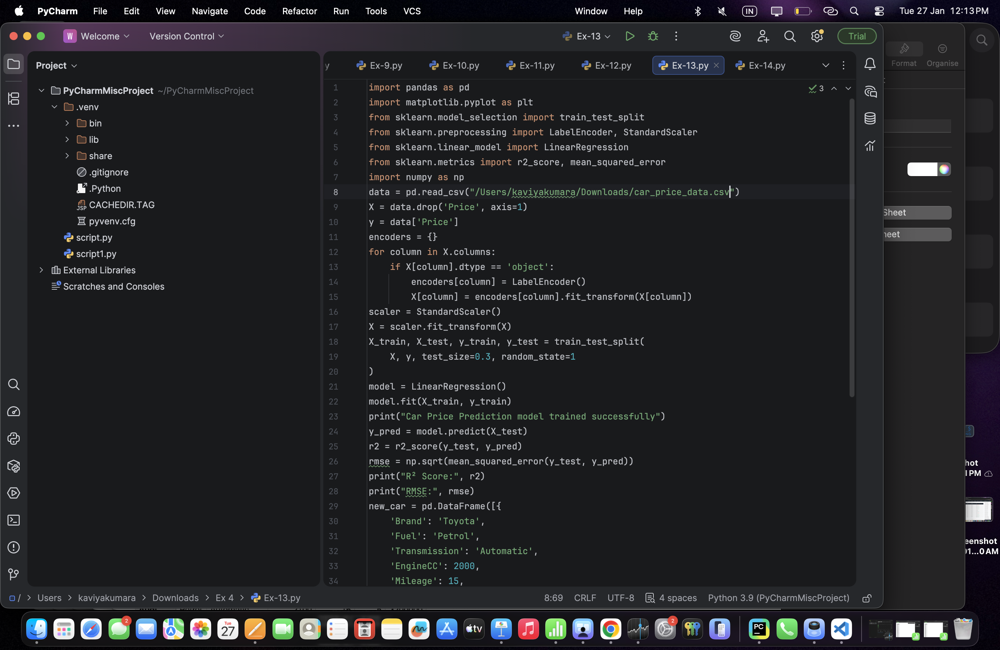 PyCharm File Edit View Navigate Code Refactor Run Tools VCS Window Help IN Tue 27 Jan 12:13 PM
W Welcome Version Control Ex-13 Trial
Project
PyCharmMiscProject ~/PyCharmMiscProject
.venv
bin
lib
share
.gitignore
.Python
JSP CACHEDIR.TAG
pyvenv.cfg
script.py
script1.py
External Libraries
Scratches and Consoles
y Ex-9.py Ex-10.py Ex-11.py Ex-12.py Ex-13.py Ex-14.py
3
1 import pandas as pd
2 import matplotlib.pyplot as plt
3 from sklearn.model_selection import train_test_split
4 from sklearn.preprocessing import LabelEncoder, StandardScaler
5 from sklearn.linear_model import LinearRegression
6 from sklearn.metrics import r2_score, mean_squared_error
7 import numpy as np
8 data = pd.read_csv("/Users/kaviyakumara/Downloads/car_price_data.csv")
9 X = data.drop('Price', axis=1)
10 y = data['Price']
11 encoders = {}
12 for column in X.columns:
13 if X[column].dtype == 'object':
14 encoders[column] = LabelEncoder()
15 X[column] = encoders[column].fit_transform(X[column])
16 scaler = StandardScaler()
17 X = scaler.fit_transform(X)
18 X_train, X_test, y_train, y_test = train_test_split(
19 X, y, test_size=0.3, random_state=1
20 )
21 model = LinearRegression()
22 model.fit(X_train, y_train)
23 print("Car Price Prediction model trained successfully")
24 y_pred = model.predict(X_test)
25 r2 = r2_score(y_test, y_pred)
26 rmse = np.sqrt(mean_squared_error(y_test, y_pred))
27 print("R² Score:", r2)
28 print("RMSE:", rmse)
29 new_car = pd.DataFrame([{
30 'Brand': 'Toyota',
31 'Fuel': 'Petrol',
32 'Transmission': 'Automatic',
33 'EngineCC': 2000,
34 'Mileage': 15,
Format Organise
Sheet
heet
hot
1 PM
eenshot
01...0 AM
/ > Users > kaviyakumara > Downloads > Ex 4 > Ex-13.py 8:69 CRLF UTF-8 4 spaces Python 3.9 (PyCharmMiscProject)
2 Tue 27 tv 2 PC